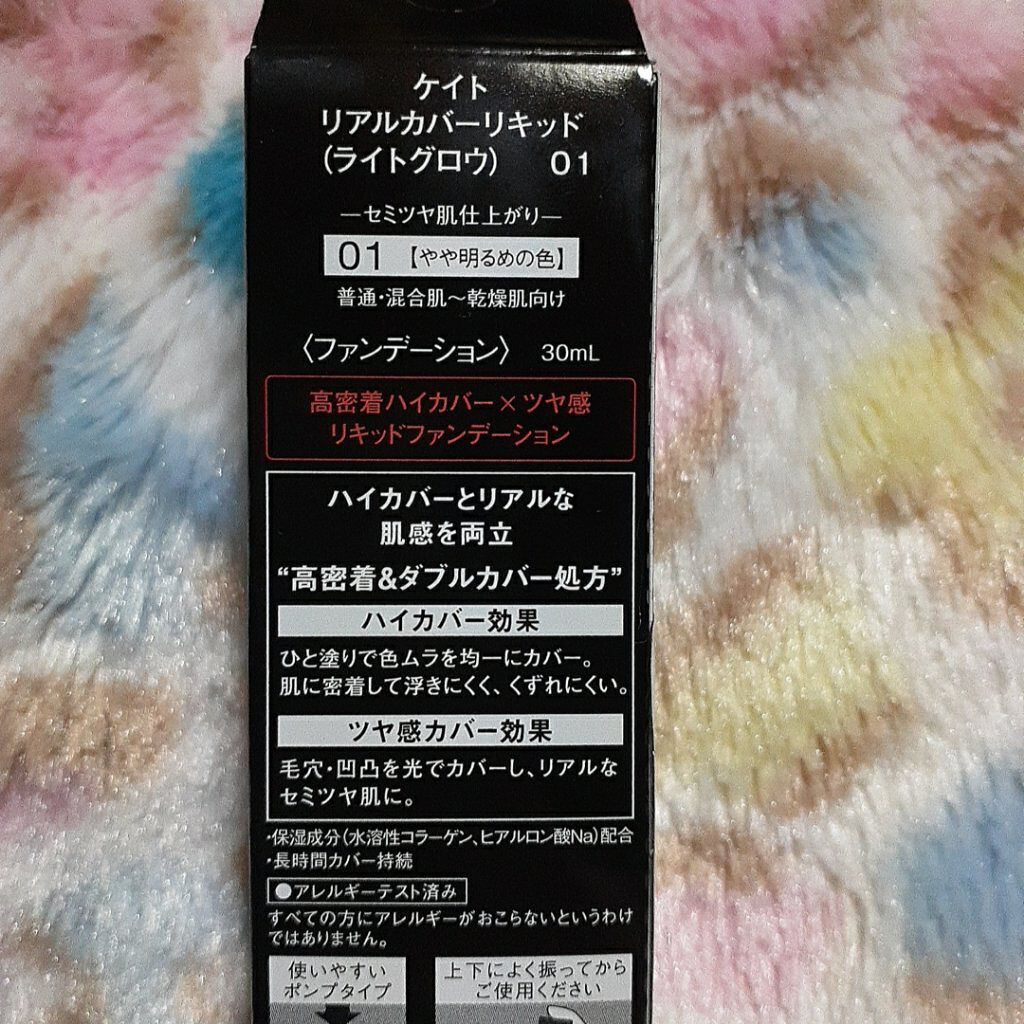 ケイト
リアルカバーリキッド
(ライトグロウ) 01
―セミツヤ肌仕上がり―
01 【やや明るめの色】
普通・混合肌～乾燥肌向け
〈ファンデーション〉 30mL
高密着ハイカバー×ツヤ感
リキッドファンデーション
ハイカバーとリアルな
肌感を両立
“高密着&ダブルカバー処方”
ハイカバー効果
ひと塗りで色ムラを均一にカバー。
肌に密着して浮きにくく、くずれにくい。
ツヤ感カバー効果
毛穴・凹凸を光でカバーし、リアルな
セミツヤ肌に。
・保湿成分(水溶性コラーゲン、ヒアルロン酸Na)配合
・長時間カバー持続
●アレルギーテスト済み
すべての方にアレルギーがおこらないというわけ
ではありません。
使いやすい
ポンプタイプ
上下によく振ってから
ご使用ください